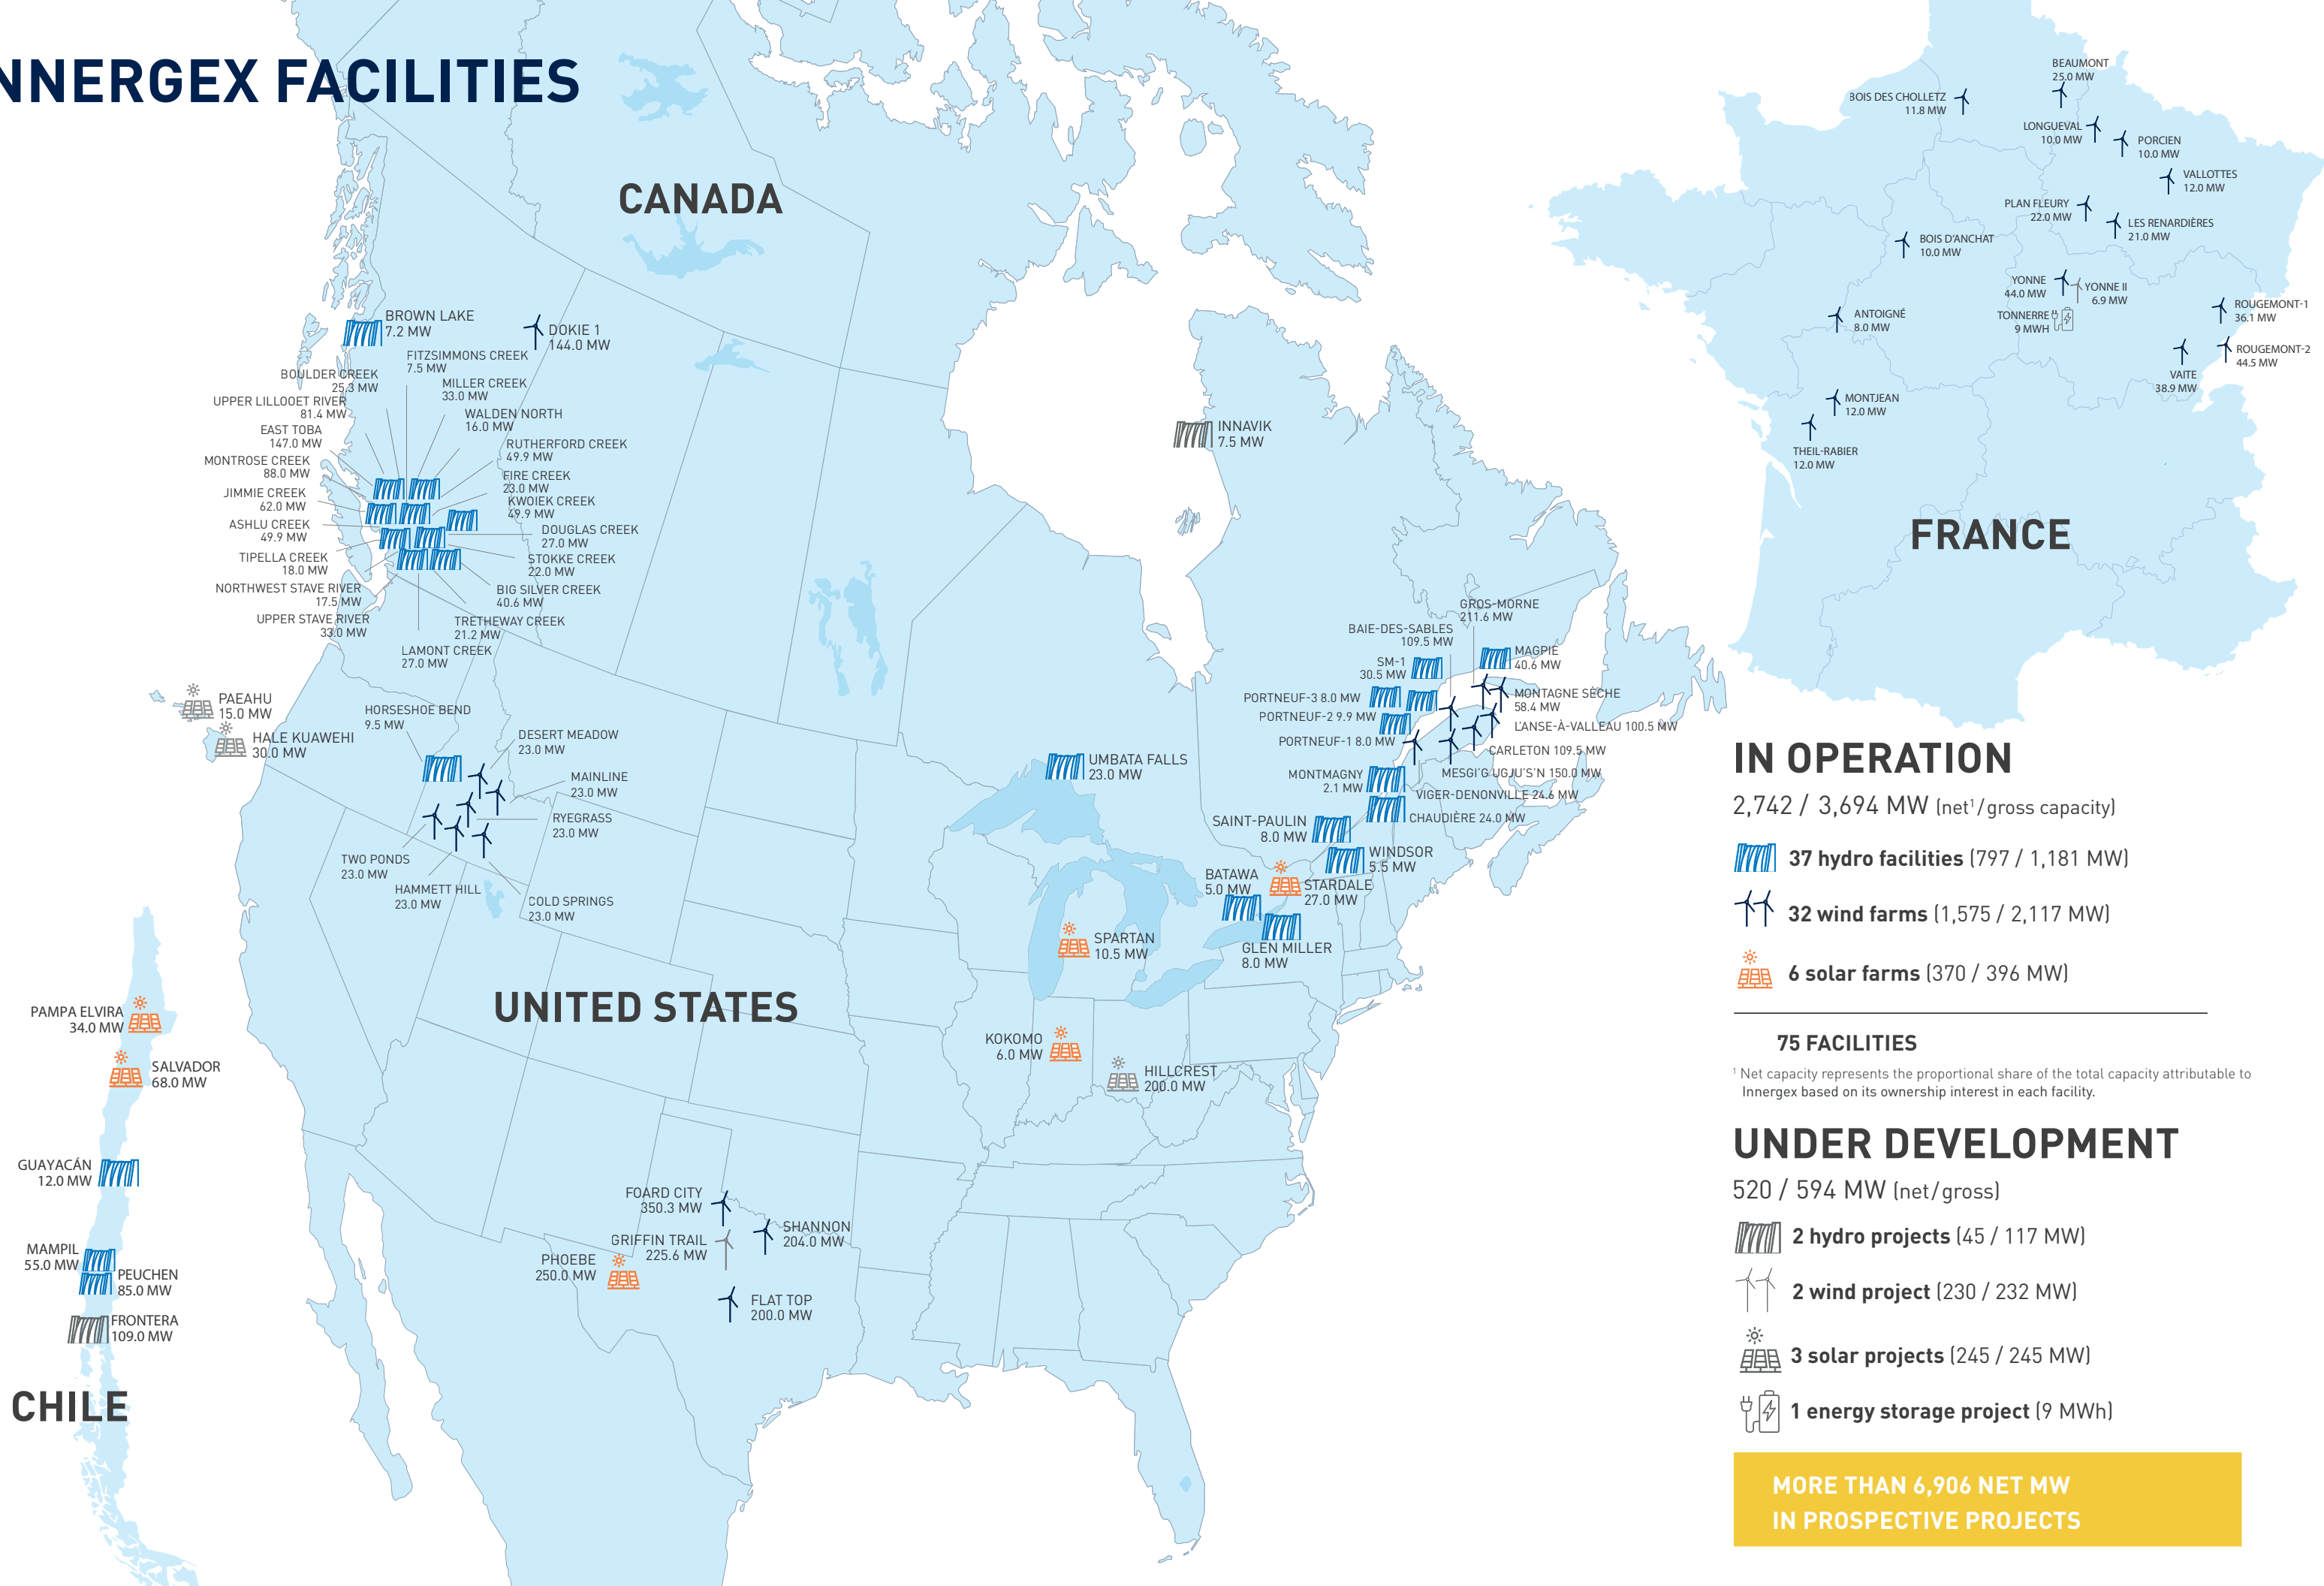 NNERGEX FACILITIES
CANADA
BROWN LAKE
7.2 MW
DOKIE 1
144.0 MW
FITZSIMMONS CREEK
7.5 MW
BOULDER CREEK
25.3 MW
MILLER CREEK
33.0 MW
UPPER LILLOOET RIVER
81.4 MW
WALDEN NORTH
16.0 MW
EAST TOBA
147.0 MW
RUTHERFORD CREEK
49.9 MW
MONTROSE CREEK
88.0 MW
FIRE CREEK
23.0 MW
JIMMIE CREEK
62.0 MW
KWOIEK CREEK
49.9 MW
ASHLU CREEK
49.9 MW
DOUGLAS CREEK
27.0 MW
TIPELLA CREEK
18.0 MW
STOKKE CREEK
22.0 MW
NORTHWEST STAVE RIVER
17.5 MW
BIG SILVER CREEK
40.6 MW
UPPER STAVE RIVER
33.0 MW
TRETHEWAY CREEK
21.2 MW
LAMONT CREEK
27.0 MW
PAEAHU
15.0 MW
HALE KUAWEHI
30.0 MW
HORSESHOE BEND
9.5 MW
DESERT MEADOW
23.0 MW
MAINLINE
23.0 MW
RYEGRASS
23.0 MW
TWO PONDS
23.0 MW
HAMMETT HILL
23.0 MW
COLD SPRINGS
23.0 MW
INNAVIK
7.5 MW
GROS-MORNE
211.6 MW
BAIE-DES-SABLES
109.5 MW
MAGPIE
40.6 MW
SM-1
30.5 MW
PORTNEUF-3 8.0 MW
MONTAGNE SÈCHE
58.4 MW
PORTNEUF-2 9.9 MW
L'ANSE-À-VALLEAU 100.5 MW
PORTNEUF-1 8.0 MW
CARLETON 109.5 MW
UMBATA FALLS
23.0 MW
MONTMAGNY
2.1 MW
MESGI'G UGJU'S'N 150.0 MW
VIGER-DENONVILLE 24.6 MW
SAINT-PAULIN
8.0 MW
CHAUDIÈRE 24.0 MW
WINDSOR
5.5 MW
BATAWA
5.0 MW
STARDALE
27.0 MW
GLEN MILLER
8.0 MW
SPARTAN
10.5 MW
UNITED STATES
KOKOMO
6.0 MW
HILLCREST
200.0 MW
FOARD CITY
350.3 MW
SHANNON
204.0 MW
GRIFFIN TRAIL
225.6 MW
PHOEBE
250.0 MW
FLAT TOP
200.0 MW
PAMPA ELVIRA
34.0 MW
SALVADOR
68.0 MW
GUAYACÁN
12.0 MW
MAMPIL
55.0 MW
PEUCHEN
85.0 MW
FRONTERA
109.0 MW
CHILE
BEAUMONT
25.0 MW
BOIS DES CHOLLETZ
11.8 MW
LONGUEVAL
10.0 MW
PORCIEN
10.0 MW
VALLOTTES
12.0 MW
PLAN FLEURY
22.0 MW
LES RENARDIÈRES
21.0 MW
BOIS D'ANCHAT
10.0 MW
YONNE
44.0 MW
YONNE II
6.9 MW
TONNERRE
9 MWH
ROUGEMONT-1
36.1 MW
ANTOIGNÉ
8.0 MW
ROUGEMONT-2
44.5 MW
VAITE
38.9 MW
MONTJEAN
12.0 MW
THEIL-RABIER
12.0 MW
FRANCE
IN OPERATION
2,742 / 3,694 MW (net¹/gross capacity)
37 hydro facilities (797 / 1,181 MW)
32 wind farms (1,575 / 2,117 MW)
6 solar farms (370 / 396 MW)
75 FACILITIES
¹ Net capacity represents the proportional share of the total capacity attributable to
Innergex based on its ownership interest in each facility.
UNDER DEVELOPMENT
520 / 594 MW (net/gross)
2 hydro projects (45 / 117 MW)
2 wind project (230 / 232 MW)
3 solar projects (245 / 245 MW)
1 energy storage project (9 MWh)
MORE THAN 6,906 NET MW
IN PROSPECTIVE PROJECTS